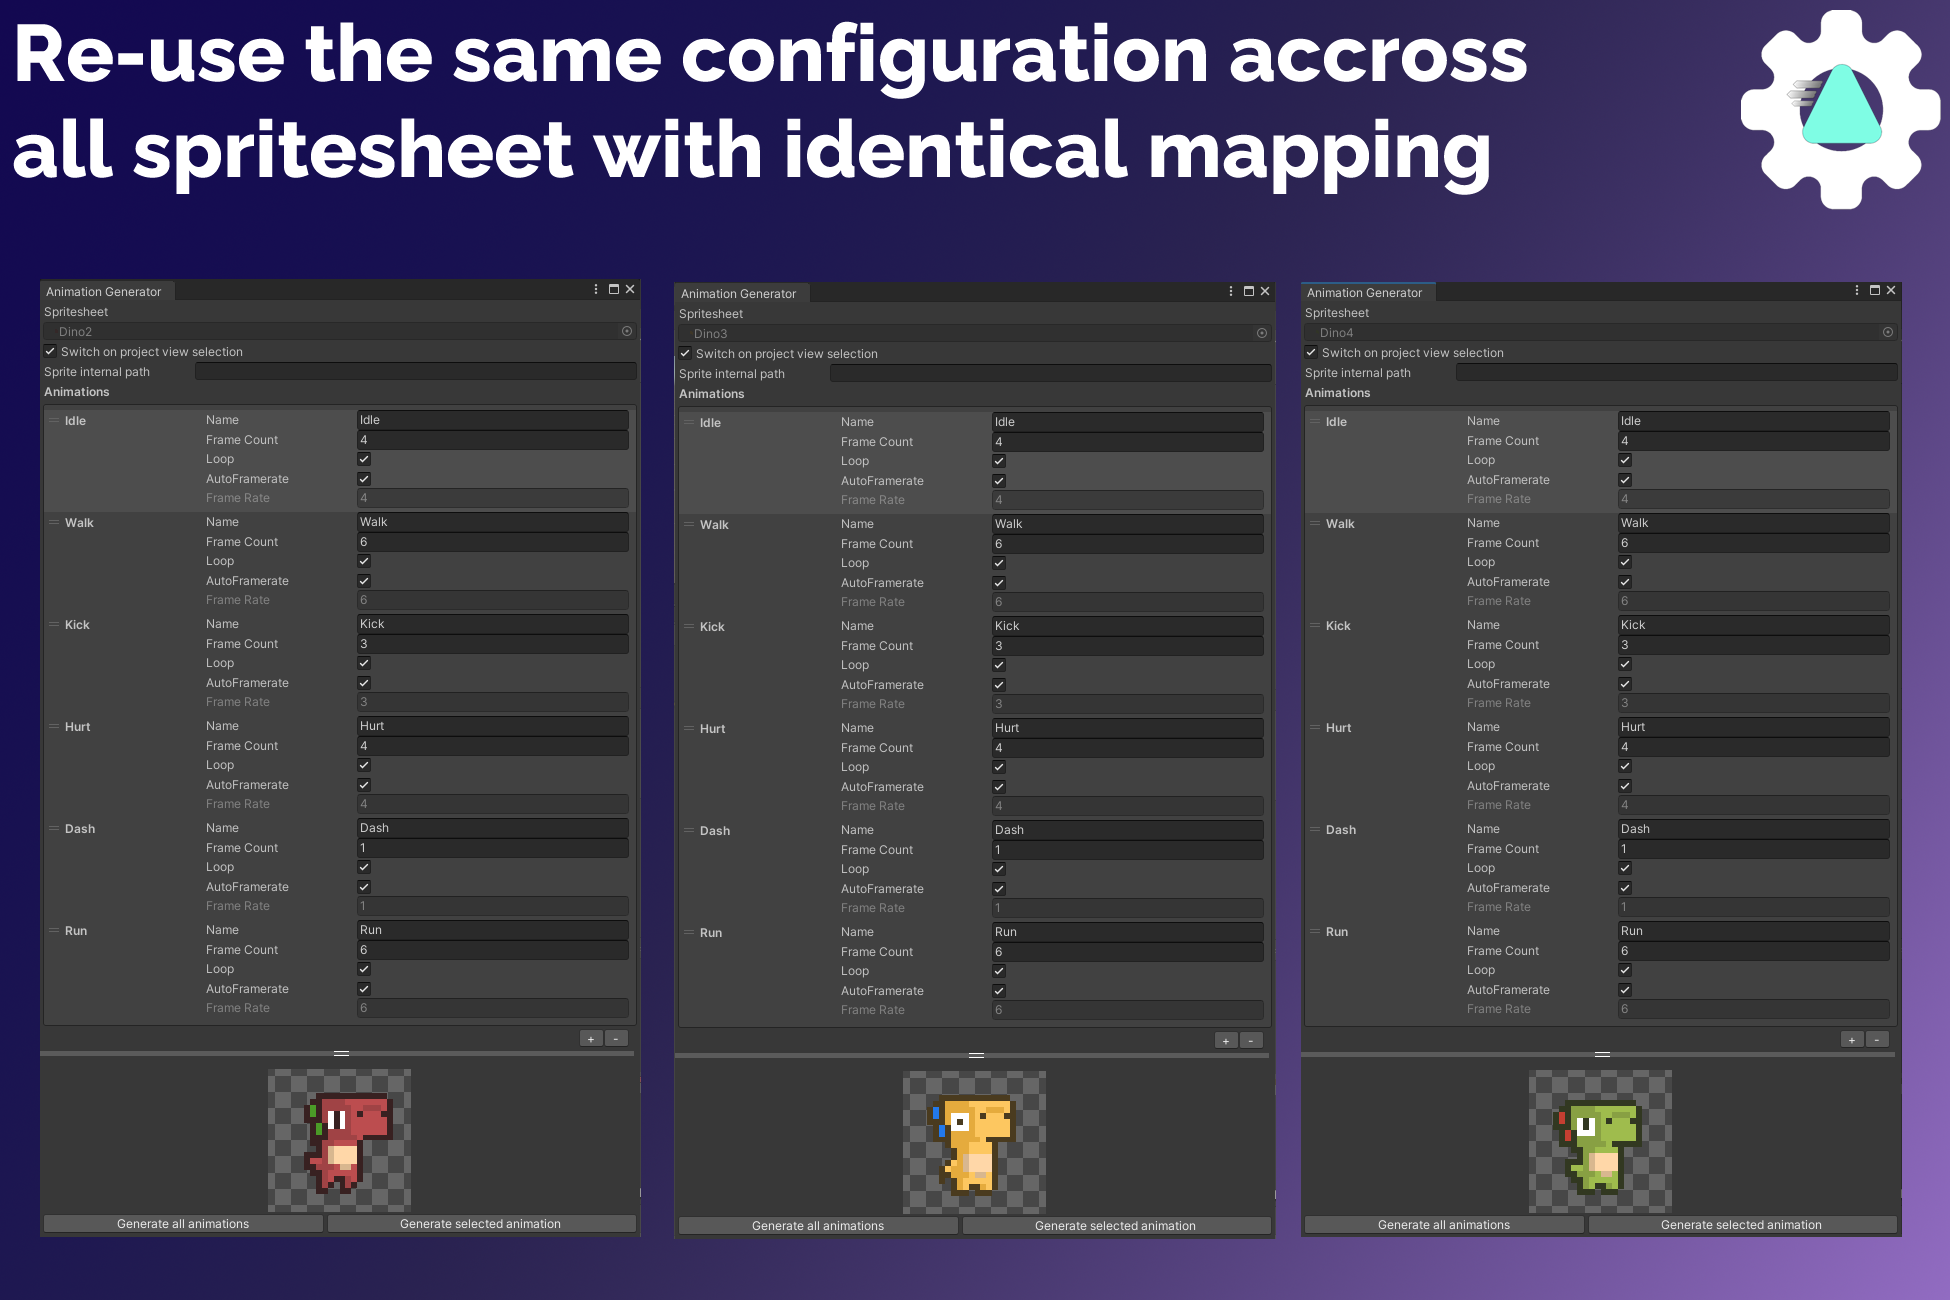 Re-use the same configuration accross
all spritesheet with identical mapping
Animation Generator
Spritesheet
Dino2
Switch on project view selection
Sprite internal path
Animations
Idle Name Idle
Frame Count 4
Loop
AutoFramerate
Frame Rate 4
Walk Name Walk
Frame Count 6
Loop
AutoFramerate
Frame Rate 6
Kick Name Kick
Frame Count 3
Loop
AutoFramerate
Frame Rate 3
Hurt Name Hurt
Frame Count 4
Loop
AutoFramerate
Frame Rate 4
Dash Name Dash
Frame Count 1
Loop
AutoFramerate
Frame Rate 1
Run Name Run
Frame Count 6
Loop
AutoFramerate
Frame Rate 6
+ -
Generate all animations Generate selected animation
Animation Generator
Spritesheet
Dino3
Switch on project view selection
Sprite internal path
Animations
Idle Name Idle
Frame Count 4
Loop
AutoFramerate
Frame Rate 4
Walk Name Walk
Frame Count 6
Loop
AutoFramerate
Frame Rate 6
Kick Name Kick
Frame Count 3
Loop
AutoFramerate
Frame Rate 3
Hurt Name Hurt
Frame Count 4
Loop
AutoFramerate
Frame Rate 4
Dash Name Dash
Frame Count 1
Loop
AutoFramerate
Frame Rate 1
Run Name Run
Frame Count 6
Loop
AutoFramerate
Frame Rate 6
+ -
Generate all animations Generate selected animation
Animation Generator
Spritesheet
Dino4
Switch on project view selection
Sprite internal path
Animations
Idle Name Idle
Frame Count 4
Loop
AutoFramerate
Frame Rate 4
Walk Name Walk
Frame Count 6
Loop
AutoFramerate
Frame Rate 6
Kick Name Kick
Frame Count 3
Loop
AutoFramerate
Frame Rate 3
Hurt Name Hurt
Frame Count 4
Loop
AutoFramerate
Frame Rate 4
Dash Name Dash
Frame Count 1
Loop
AutoFramerate
Frame Rate 1
Run Name Run
Frame Count 6
Loop
AutoFramerate
Frame Rate 6
+ -
Generate all animations Generate selected animation